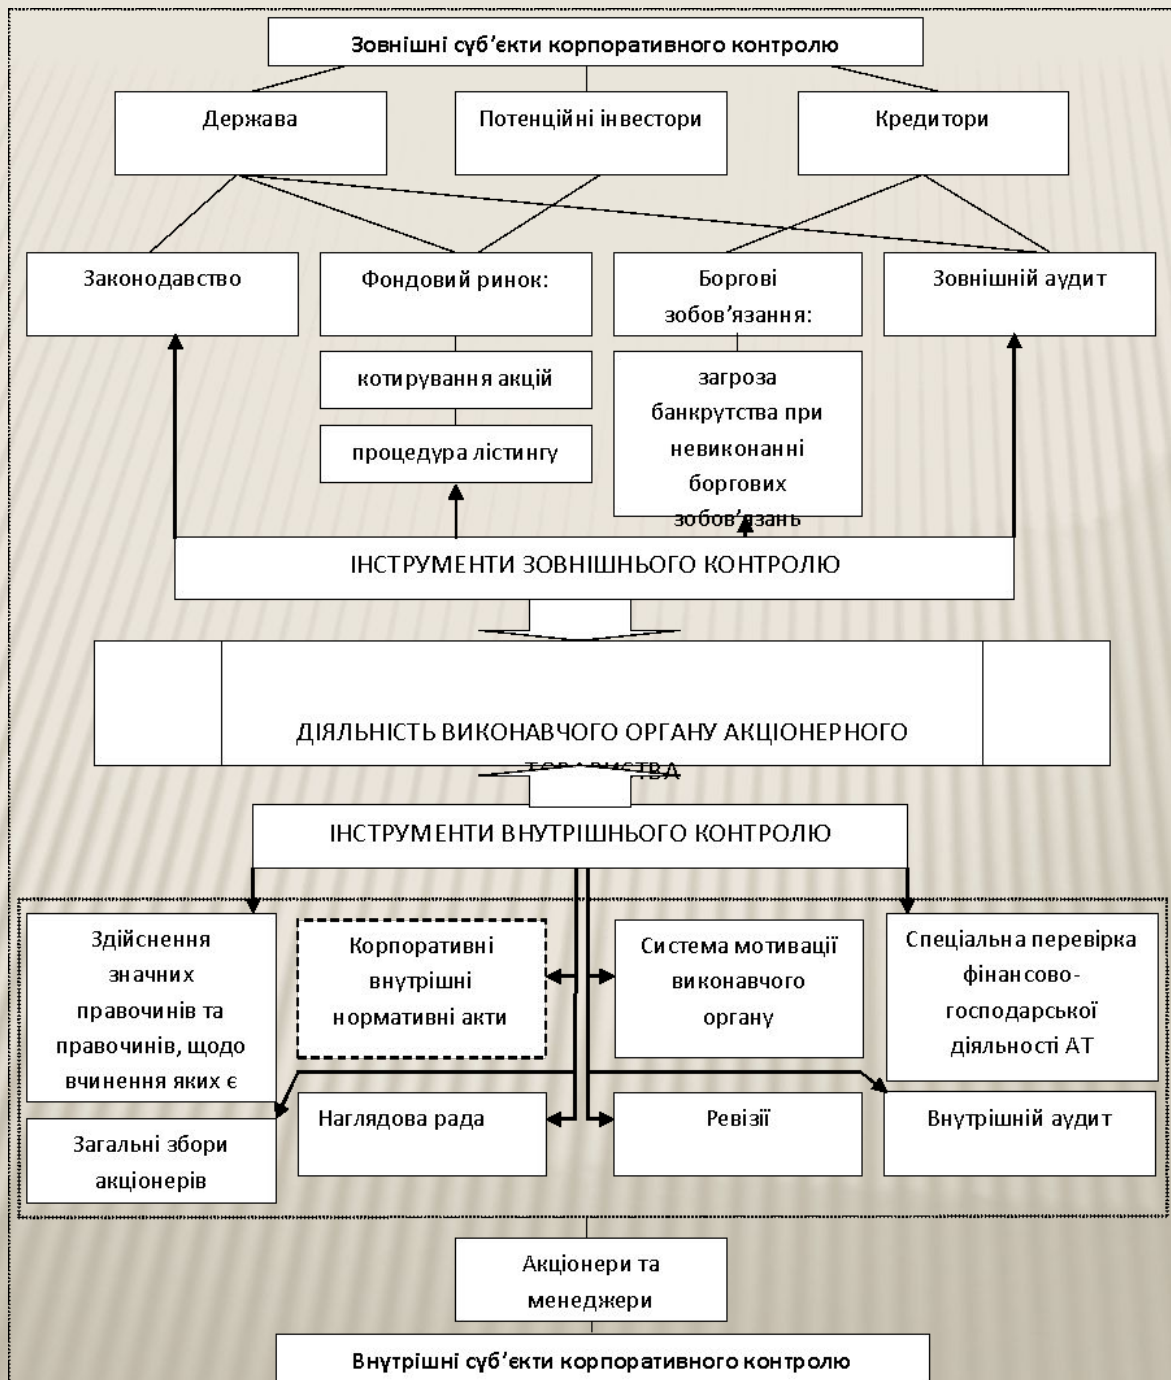 Зовнішні суб’єкти корпоративного контролю
Держава
Потенційні інвестори
Кредитори
Законодавство
Фондовий ринок:
Боргові
зобов’язання:
Зовнішній аудит
котирування акцій
процедура лістингу
загроза
банкрутства при
невиконанні
боргових
зобов’язань
ІНСТРУМЕНТИ ЗОВНІШНЬОГО КОНТРОЛЮ
ДІЯЛЬНІСТЬ ВИКОНАВЧОГО ОРГАНУ АКЦІОНЕРНОГО
ТОВАРИСТВА
ІНСТРУМЕНТИ ВНУТРІШНЬОГО КОНТРОЛЮ
Здійснення
значних
правочинів та
правочинів, щодо
вчинення яких є
Корпоративні
внутрішні
нормативні акти
Система мотивації
виконавчого
органу
Спеціальна перевірка
фінансово-
господарської
діяльності АТ
Загальні збори
акціонерів
Наглядова рада
Ревізії
Внутрішній аудит
Акціонери та
менеджери
Внутрішні суб’єкти корпоративного контролю